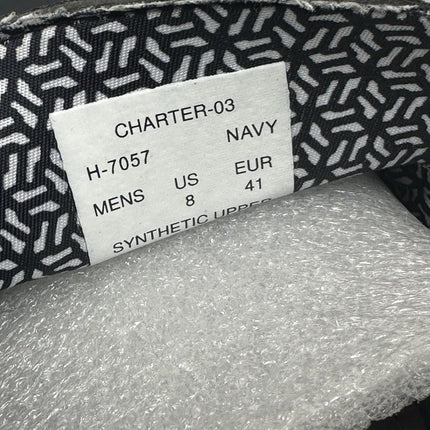 CHARTER-03
H-7057 NAVY
MENS US EUR
8 41
SYNTHETIC UPPER